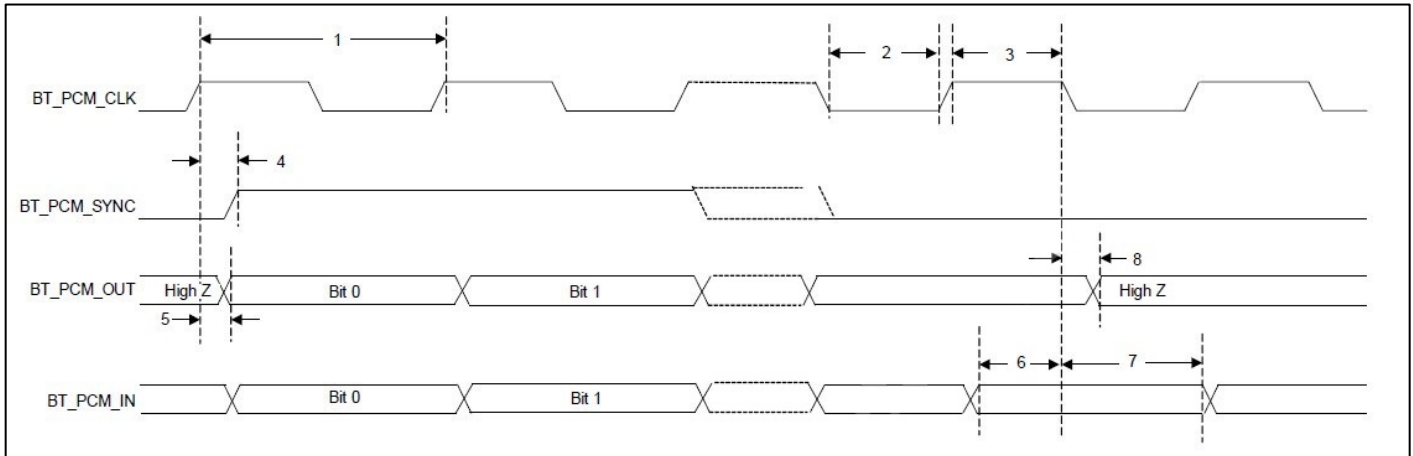 1
2
3
BT_PCM_CLK
4
BT_PCM_SYNC
8
BT_PCM_OUT
High Z
Bit 0
Bit 1
High Z
5
6
7
BT_PCM_IN
Bit 0
Bit 1